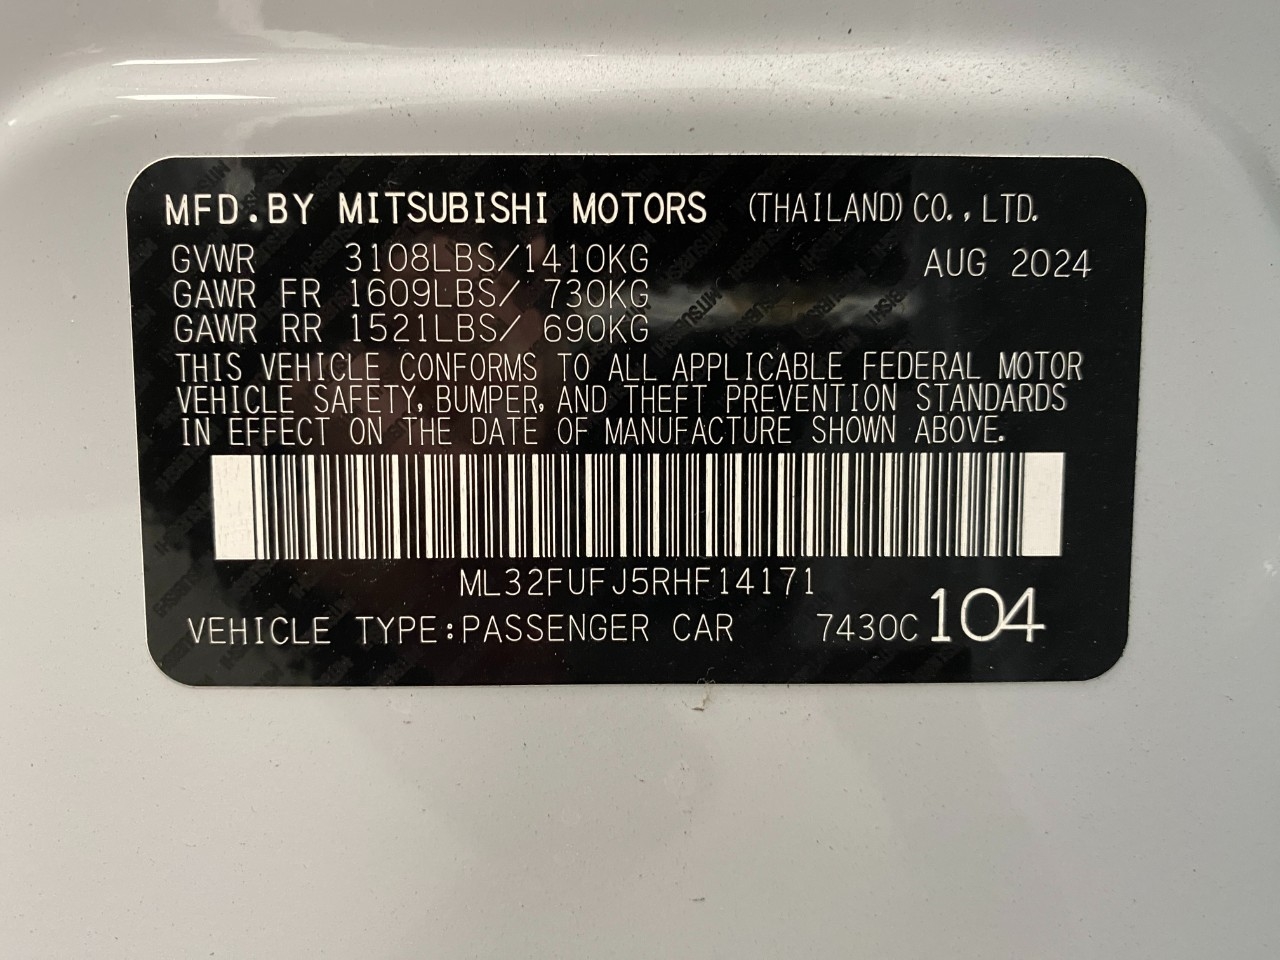 MFD.BY MITSUBISHI MOTORS (THAILAND) CO.,LTD.
GVWR 3108LBS/1410KG AUG 2024
GAWR FR 1609LBS/ 730KG
GAWR RR 1521LBS/ 690KG
THIS VEHICLE CONFORMS TO ALL APPLICABLE FEDERAL MOTOR
VEHICLE SAFETY, BUMPER, AND THEFT PREVENTION STANDARDS
IN EFFECT ON THE DATE OF MANUFACTURE SHOWN ABOVE.
ML32FUFJ5RHF14171
VEHICLE TYPE:PASSENGER CAR 7430C 104